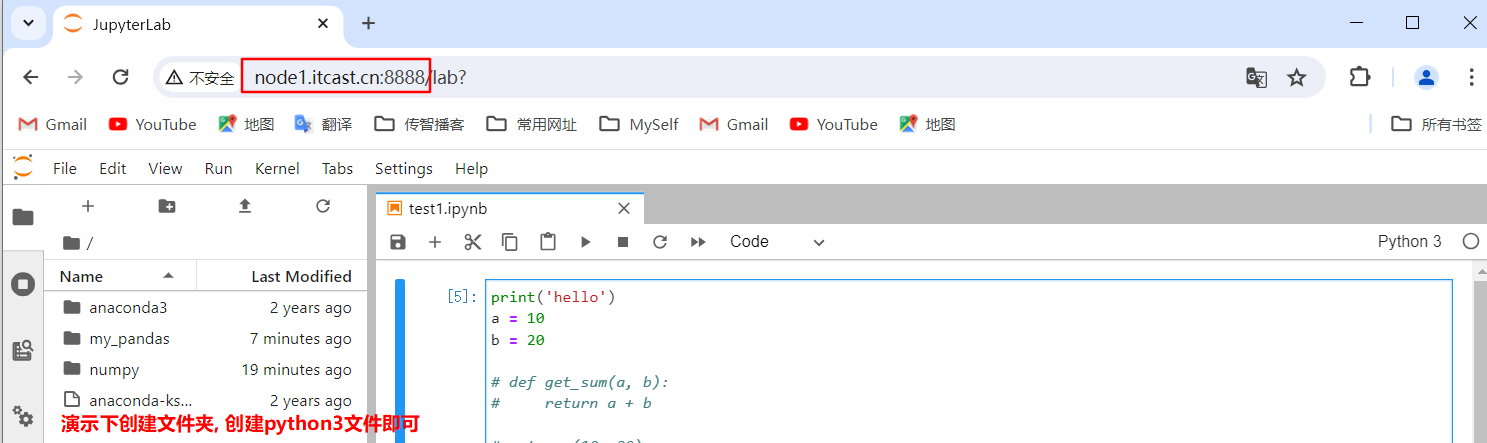 JupyterLab
不安全 node1.itcast.cn:8888/lab?
Gmail YouTube 地图 翻译 传智播客 常用网址 MySelf Gmail YouTube 地图 所有书签
File Edit View Run Kernel Tabs Settings Help
test1.ipynb
Code Python 3
/
Name Last Modified
anaconda3 2 years ago
my_pandas 7 minutes ago
numpy 19 minutes ago
anaconda-ks... 2 years ago
演示下创建文件夹, 创建python3文件即可
[5]: print('hello')
a = 10
b = 20
# def get_sum(a, b):
#     return a + b